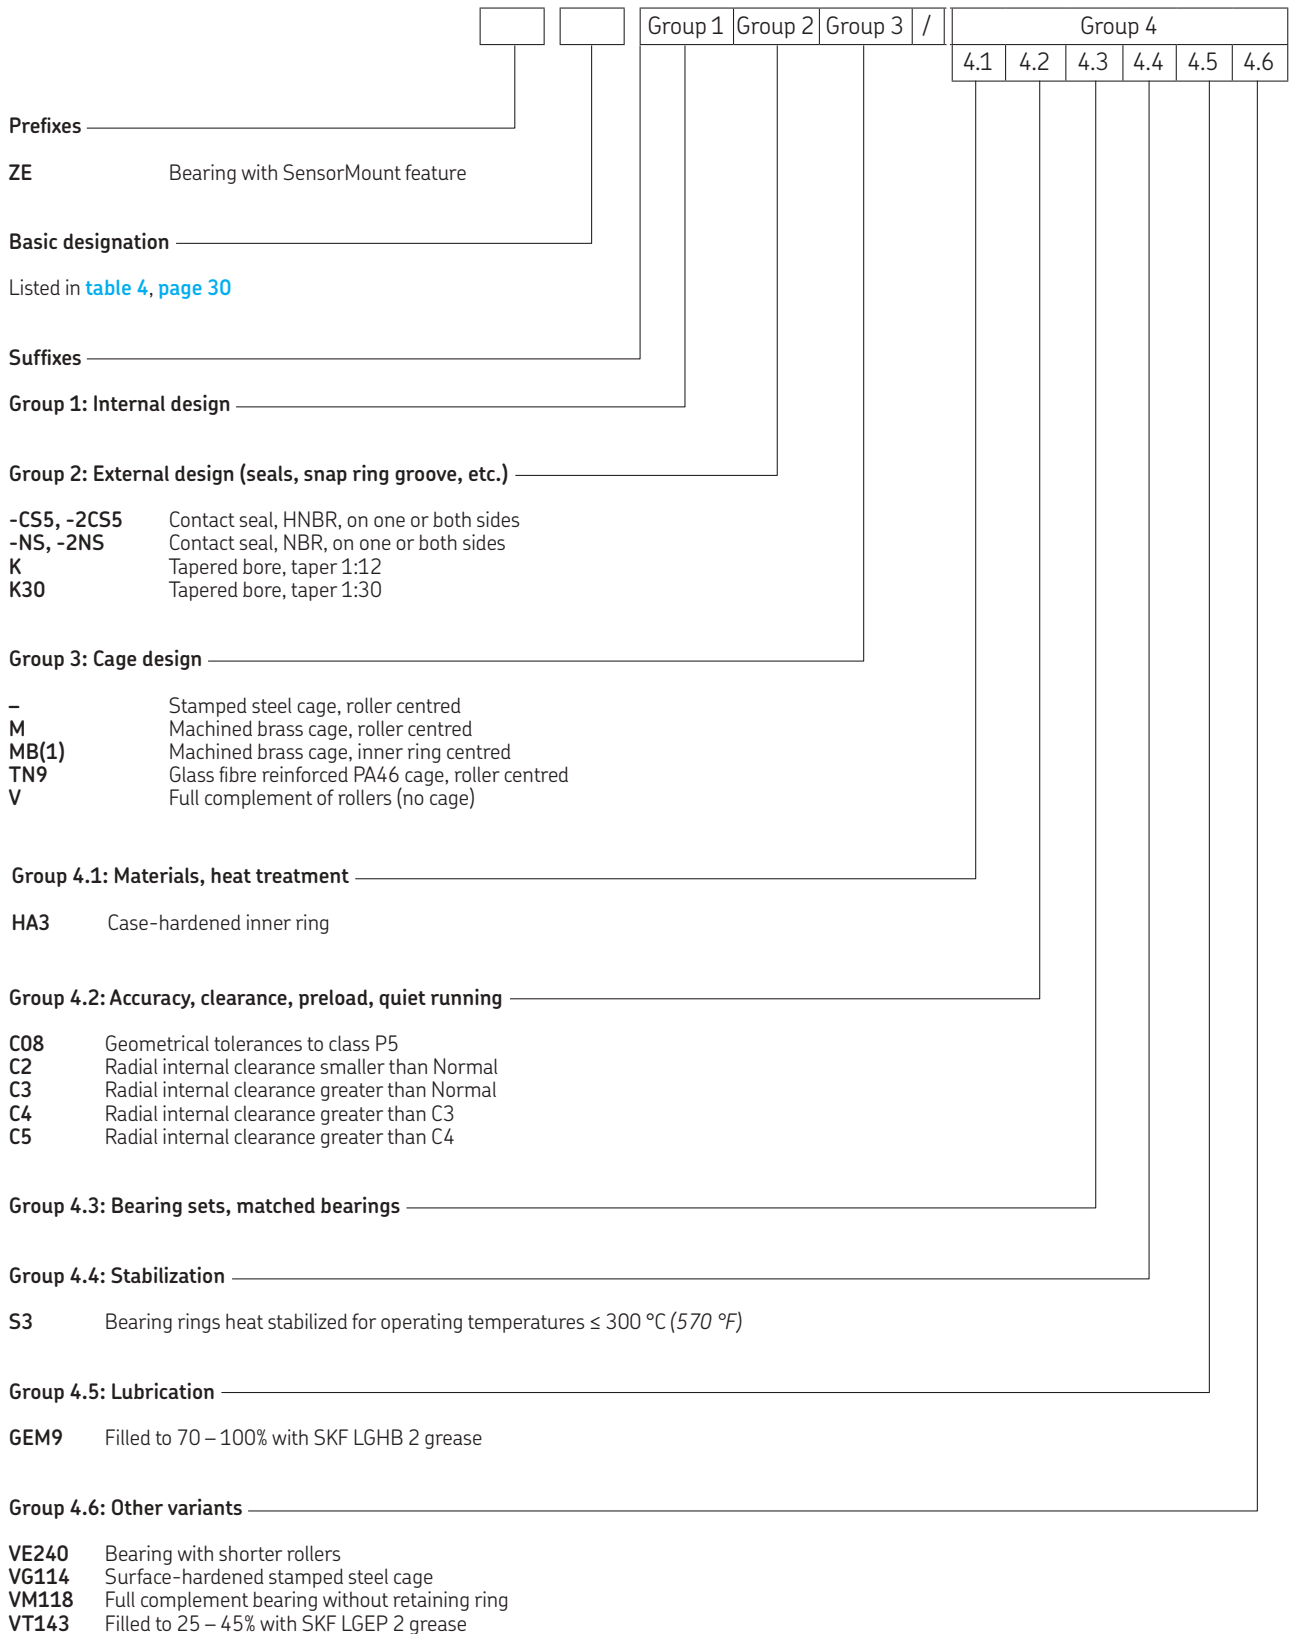 Group 1 Group 2 Group 3 / Group 4
4.1 4.2 4.3 4.4 4.5 4.6
Prefixes
ZE Bearing with SensorMount feature
Basic designation
Listed in table 4, page 30
Suffixes
Group 1: Internal design
Group 2: External design (seals, snap ring groove, etc.)
-CS5, -2CS5 Contact seal, HNBR, on one or both sides
-NS, -2NS Contact seal, NBR, on one or both sides
K Tapered bore, taper 1:12
K30 Tapered bore, taper 1:30
Group 3: Cage design
– Stamped steel cage, roller centred
M Machined brass cage, roller centred
MB(1) Machined brass cage, inner ring centred
TN9 Glass fibre reinforced PA46 cage, roller centred
V Full complement of rollers (no cage)
Group 4.1: Materials, heat treatment
HA3 Case-hardened inner ring
Group 4.2: Accuracy, clearance, preload, quiet running
C08 Geometrical tolerances to class P5
C2 Radial internal clearance smaller than Normal
C3 Radial internal clearance greater than Normal
C4 Radial internal clearance greater than C3
C5 Radial internal clearance greater than C4
Group 4.3: Bearing sets, matched bearings
Group 4.4: Stabilization
S3 Bearing rings heat stabilized for operating temperatures ≤ 300 °C (570 °F)
Group 4.5: Lubrication
GEM9 Filled to 70 – 100% with SKF LGHB 2 grease
Group 4.6: Other variants
VE240 Bearing with shorter rollers
VG114 Surface-hardened stamped steel cage
VM118 Full complement bearing without retaining ring
VT143 Filled to 25 – 45% with SKF LGEP 2 grease